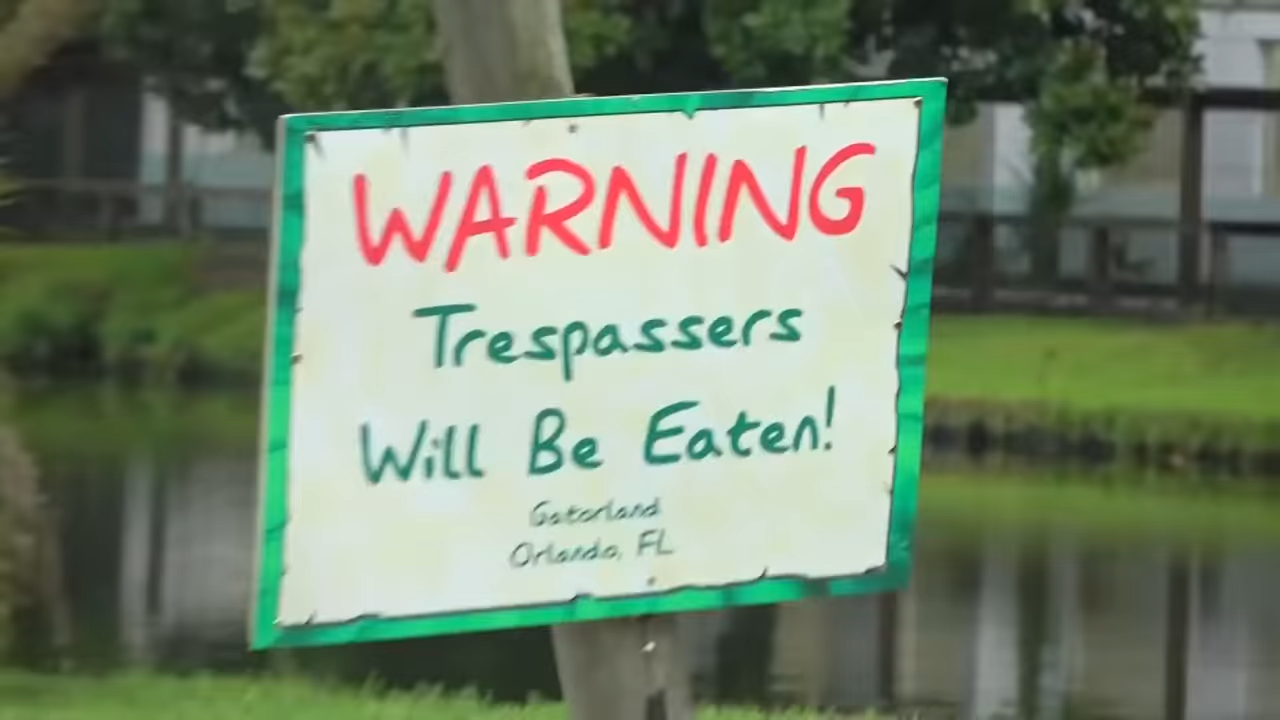 WARNING
Trespassers
Will Be Eaten!
Gatorland
Orlando, FL